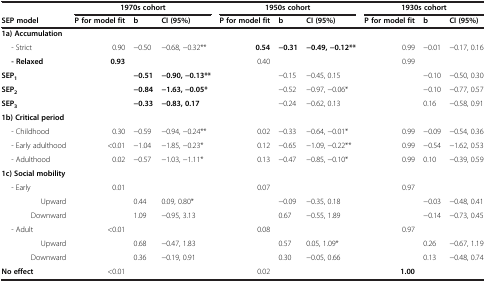 1970s cohort 1950s cohort 1930s cohort
SEP model P for model fit b CI (95%) P for model fit b CI (95%) P for model fit b CI (95%)
1a) Accumulation
- Strict 0.90 −0.50 −0.68, −0.32** 0.54 −0.31 −0.49, −0.12** 0.99 −0.01 −0.17, 0.16
- Relaxed 0.93 0.40 0.99
SEP1 −0.51 −0.90, −0.13** −0.15 −0.45, 0.15 −0.10 −0.50, 0.30
SEP2 −0.84 −1.63, −0.05* −0.52 −0.97, −0.06* −0.10 −0.77, 0.57
SEP3 −0.33 −0.83, 0.17 −0.24 −0.62, 0.13 0.16 −0.58, 0.91
1b) Critical period
- Childhood 0.30 −0.59 −0.94, −0.24** 0.02 −0.33 −0.64, −0.01* 0.99 −0.09 −0.54, 0.36
- Early adulthood <0.01 −1.04 −1.85, −0.23* 0.12 −0.65 −1.09, −0.22** 0.99 −0.54 −1.62, 0.53
- Adulthood 0.02 −0.57 −1.03, −1.11* 0.13 −0.47 −0.85, −0.10* 0.99 0.10 −0.39, 0.59
1c) Social mobility
- Early 0.01 0.07 0.97
Upward 0.44 0.09, 0.80* −0.09 −0.35, 0.18 −0.03 −0.48, 0.41
Downward 1.09 −0.95, 3.13 0.67 −0.55, 1.89 −0.14 −0.73, 0.45
- Adult <0.01 0.08 0.97
Upward 0.68 −0.47, 1.83 0.57 0.05, 1.09* 0.26 −0.67, 1.19
Downward 0.36 −0.19, 0.91 0.30 −0.05, 0.66 0.13 −0.48, 0.74
No effect <0.01 0.02 1.00